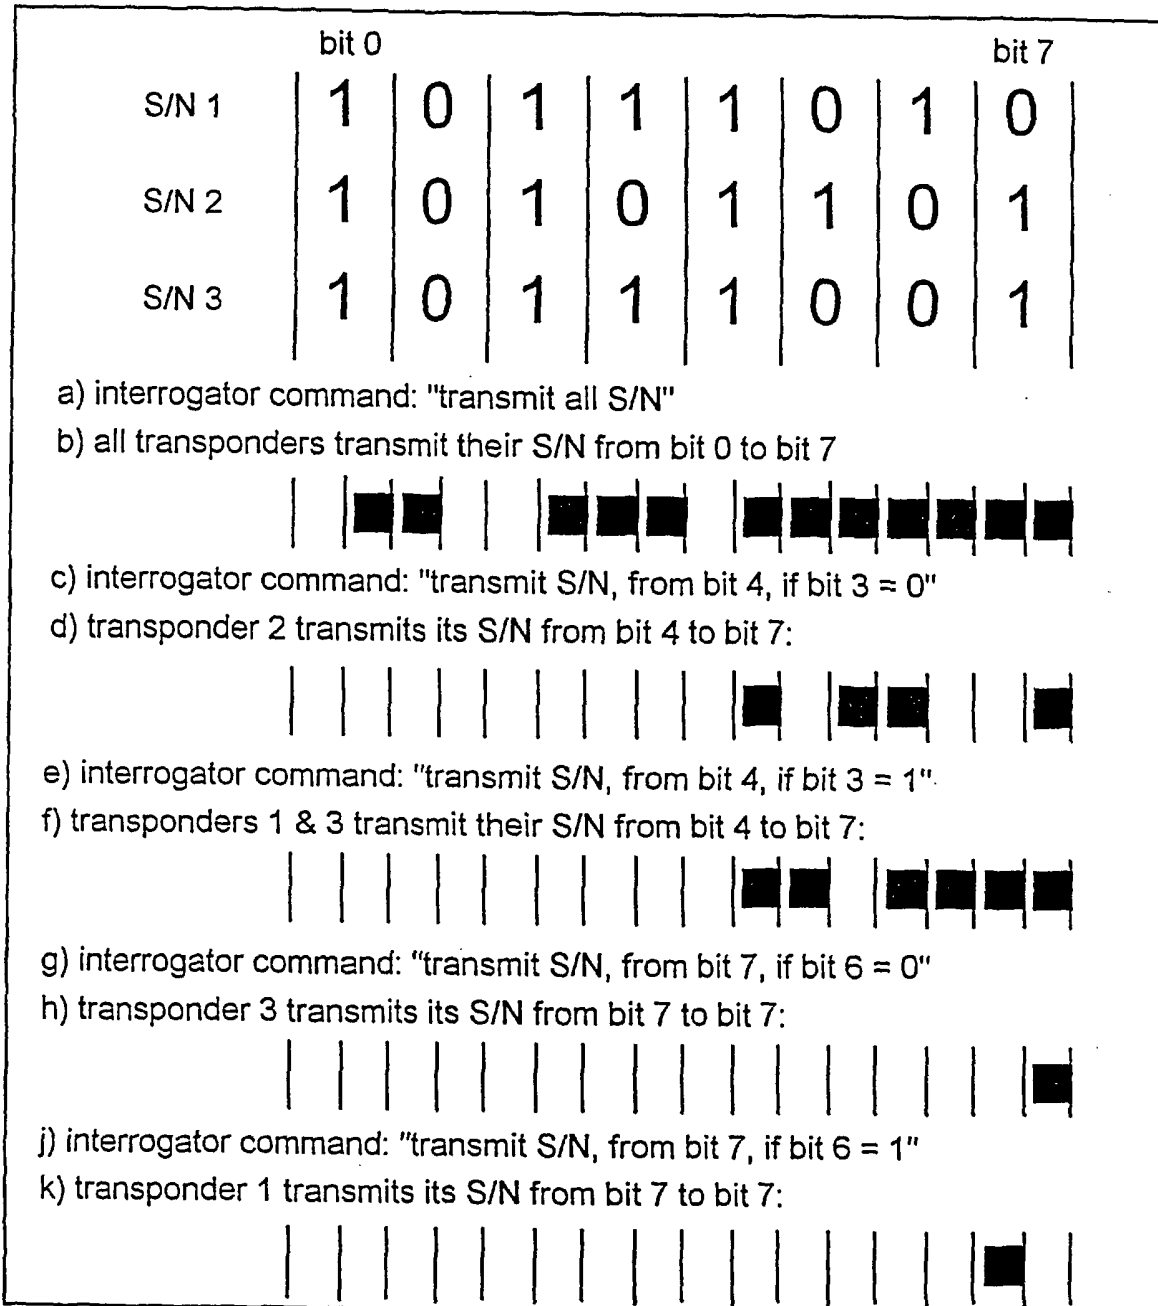 bit 0 bit 7
S/N 1 1 0 1 1 1 0 1 0
S/N 2 1 0 1 0 1 1 0 1
S/N 3 1 0 1 1 1 0 0 1
a) interrogator command: "transmit all S/N"
b) all transponders transmit their S/N from bit 0 to bit 7
c) interrogator command: "transmit S/N, from bit 4, if bit 3 = 0"
d) transponder 2 transmits its S/N from bit 4 to bit 7:
e) interrogator command: "transmit S/N, from bit 4, if bit 3 = 1"
f) transponders 1 & 3 transmit their S/N from bit 4 to bit 7:
g) interrogator command: "transmit S/N, from bit 7, if bit 6 = 0"
h) transponder 3 transmits its S/N from bit 7 to bit 7:
j) interrogator command: "transmit S/N, from bit 7, if bit 6 = 1"
k) transponder 1 transmits its S/N from bit 7 to bit 7: